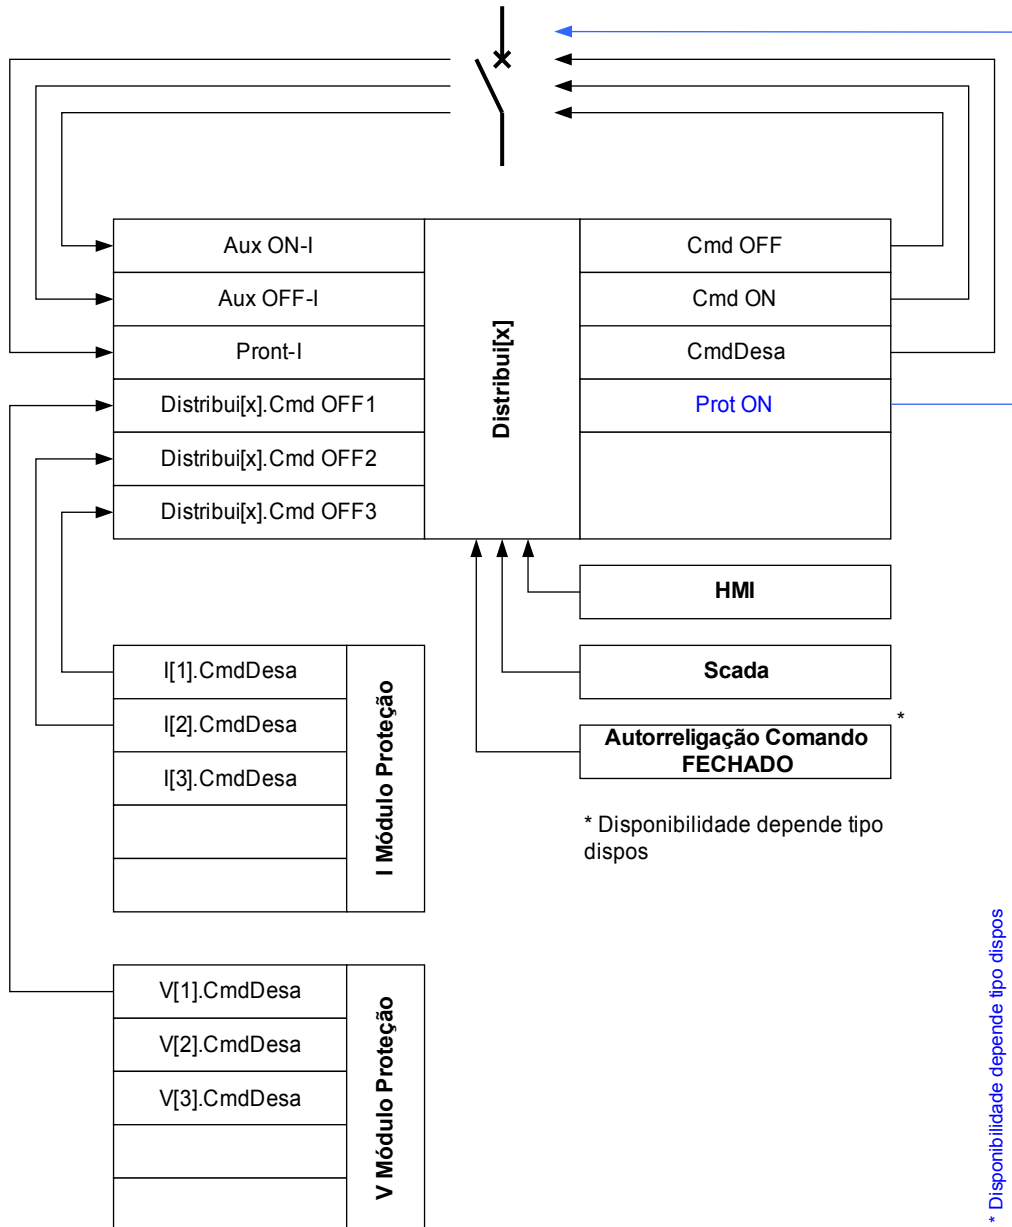 Aux ON-I
Aux OFF-I
Pront-I
Distribui[x].Cmd OFF1
Distribui[x].Cmd OFF2
Distribui[x].Cmd OFF3
Distribui[x]
Cmd OFF
Cmd ON
CmdDesa
Prot ON
HMI
Scada
Autorreligação Comando
FECHADO
*
* Disponibilidade depende tipo
dispos
I[1].CmdDesa
I[2].CmdDesa
I[3].CmdDesa
I Módulo Proteção
V[1].CmdDesa
V[2].CmdDesa
V[3].CmdDesa
V Módulo Proteção
* Disponibilidade depende tipo dispos